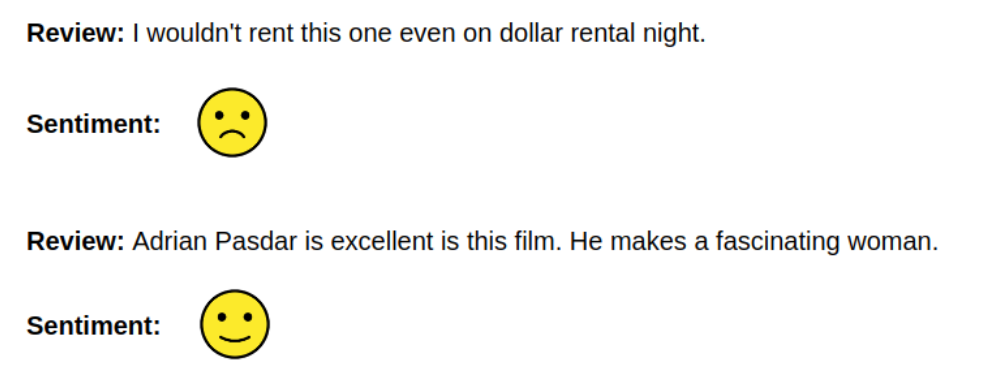 Review: I wouldn't rent this one even on dollar rental night.
Sentiment:
Review: Adrian Pasdar is excellent is this film. He makes a fascinating woman.
Sentiment: